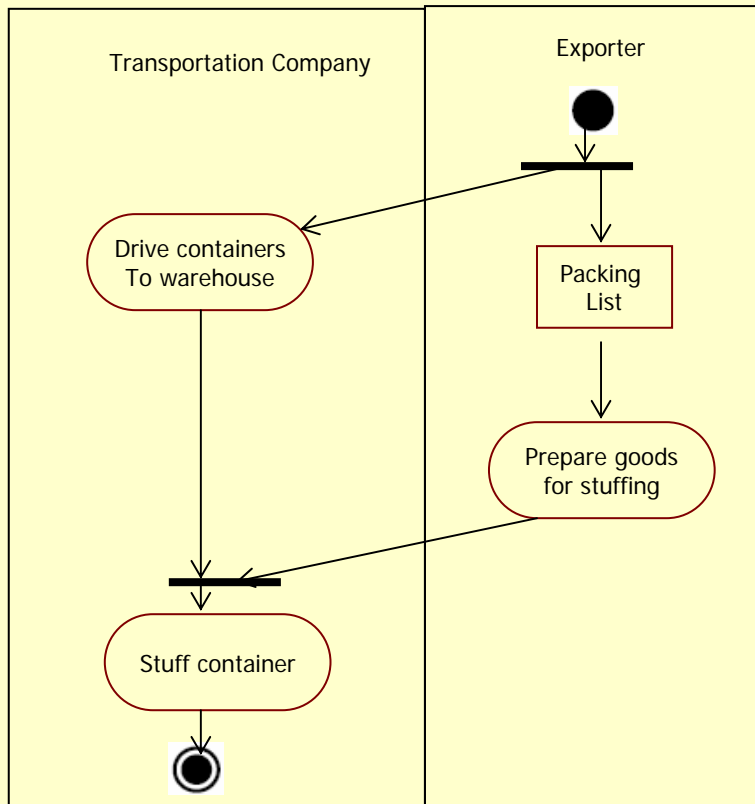 Transportation Company
Exporter
Drive containers
To warehouse
Packing
List
Prepare goods
for stuffing
Stuff container